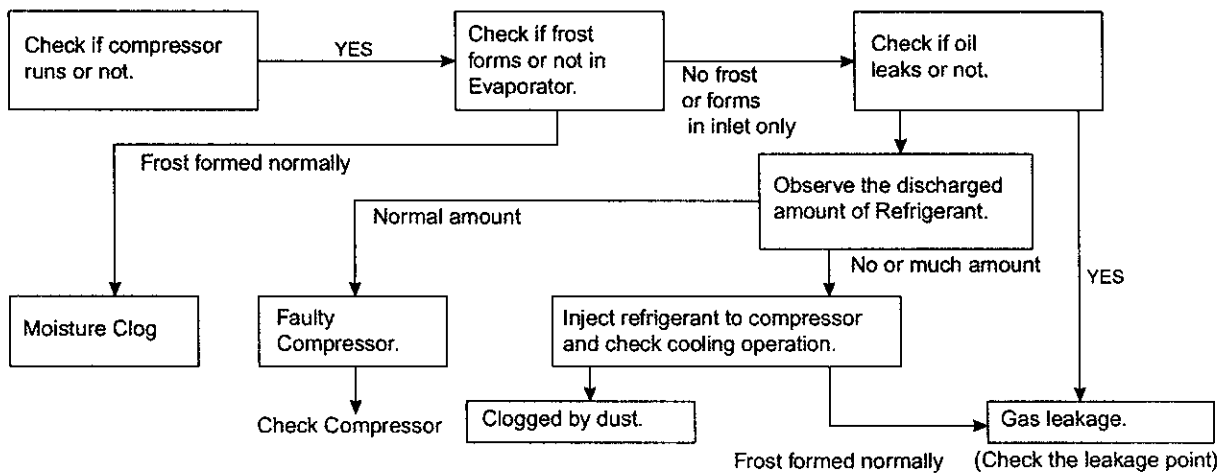 Check if compressor
runs or not.
YES
Check if frost
forms or not in
Evaporator.
No frost
or forms
in inlet only
Check if oil
leaks or not.
Frost formed normally
Observe the discharged
amount of Refrigerant.
Normal amount
No or much amount
YES
Moisture Clog
Faulty
Compressor.
Inject refrigerant to compressor
and check cooling operation.
Check Compressor
Clogged by dust.
Gas leakage.
Frost formed normally
(Check the leakage point)